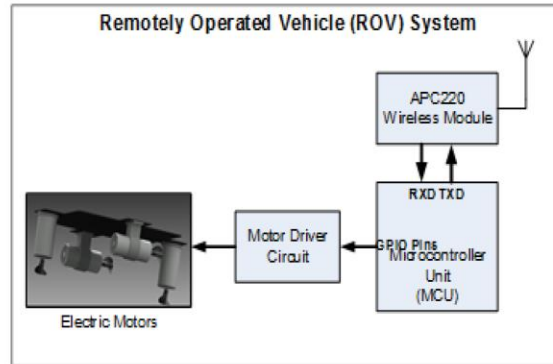 Remotely Operated Vehicle (ROV) System
APC220
Wireless Module
RXD TXD
GPIO Pins
Microcontroller
Unit
(MCU)
Motor Driver
Circuit
Electric Motors